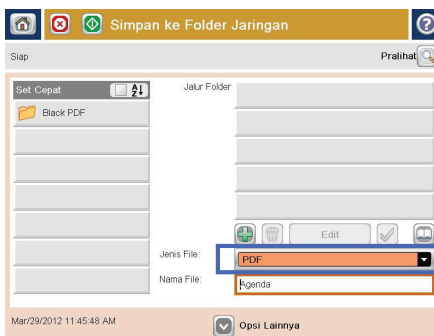 Simpan ke Folder Jaringan
Siap
Pralihat
Set Cepat
Jalur Folder
Black PDF
Edit
Jenis File:
PDF
Nama File:
Agenda
Mar/29/2012 11:45:48 AM
Opsi Lainnya